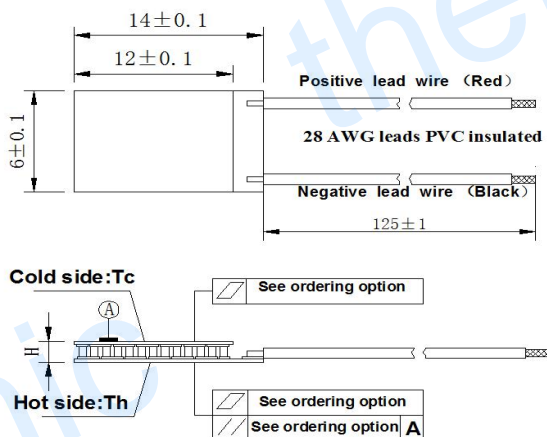 14±0.1
12±0.1
6±0.1
Positive lead wire（Red）
28 AWG leads PVC insulated
Negative lead wire（Black）
125±1
Cold side:Tc
See ordering option
A
H
Hot side:Th
See ordering option
See ordering option A